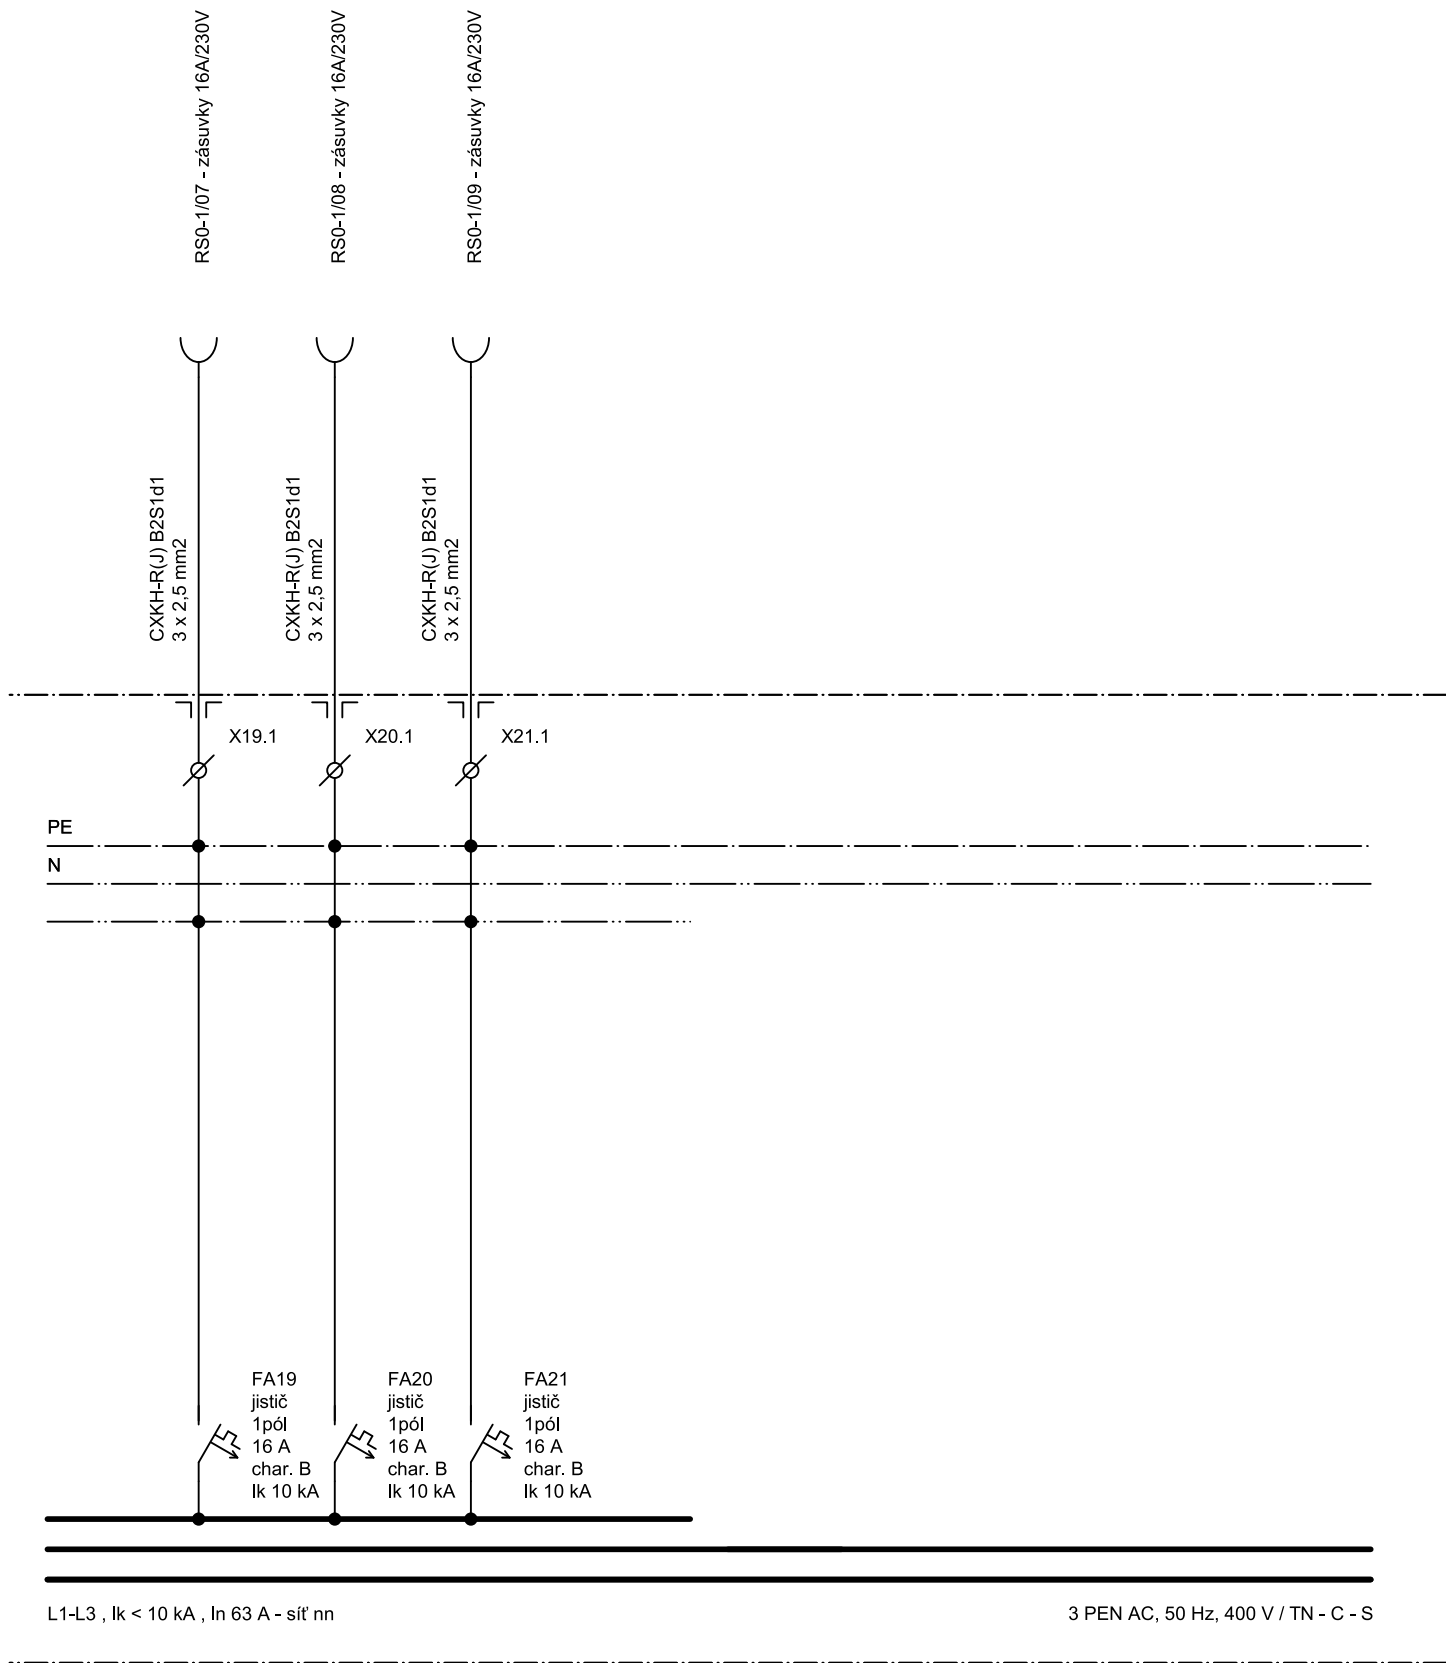 RS0-1/07 - zásuvky 16A/230V
RS0-1/08 - zásuvky 16A/230V
RS0-1/09 - zásuvky 16A/230V
CXKH-R(J) B2S1d1
3 x 2,5 mm2
CXKH-R(J) B2S1d1
3 x 2,5 mm2
CXKH-R(J) B2S1d1
3 x 2,5 mm2
X19.1
X20.1
X21.1
PE
N
FA19
jistič
1pól
16 A
char. B
Ik 10 kA
FA20
jistič
1pól
16 A
char. B
Ik 10 kA
FA21
jistič
1pól
16 A
char. B
Ik 10 kA
L1-L3 , Ik < 10 kA , In 63 A - síť nn
3 PEN AC, 50 Hz, 400 V / TN - C - S